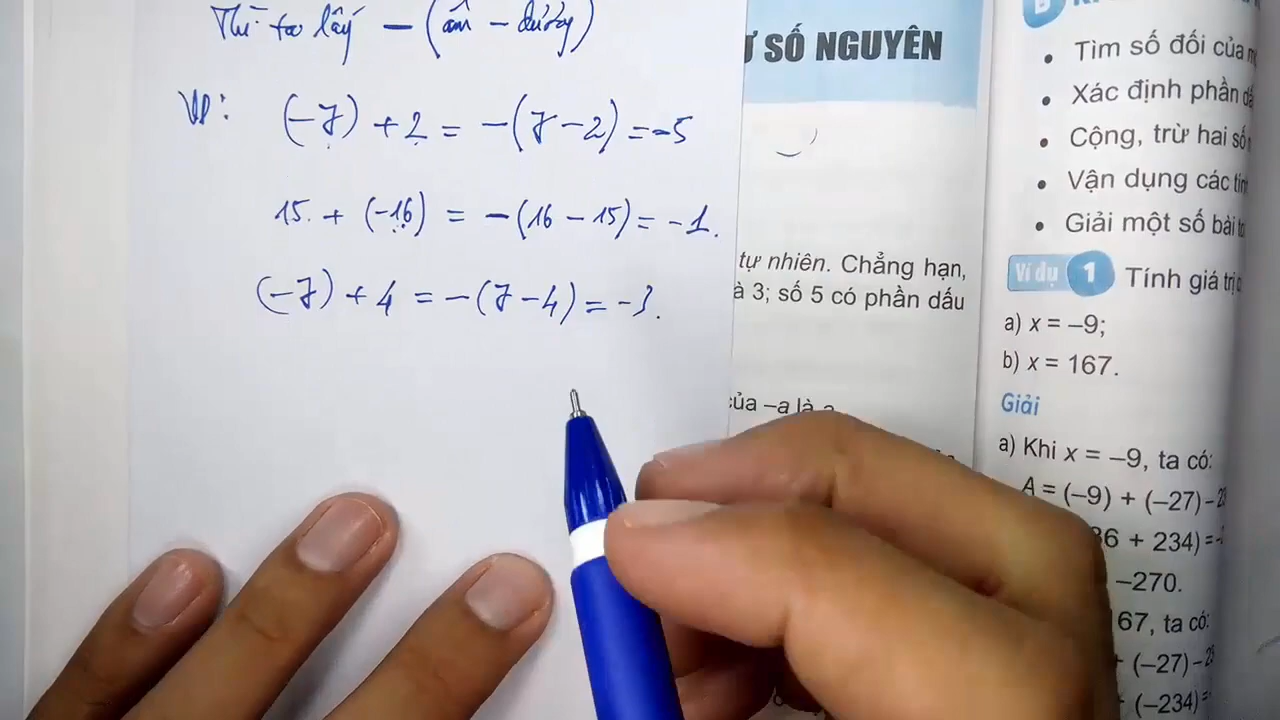 Thì ta lấy – (âm – dương)
VD: (–7) + 2 = –(7 – 2) = –5
15 + (–16) = –(16 – 15) = –1.
(–7) + 4 = –(7 – 4) = –3.
SỐ NGUYÊN
tự nhiên. Chẳng hạn,
à 3; số 5 có phần dấu
của –a là a
• Tìm số đối của
• Xác định phần
• Cộng, trừ hai số
• Vận dụng các
• Giải một số bài
Ví dụ 1 Tính giá trị
a) x = –9;
b) x = 167.
Giải
a) Khi x = –9, ta có:
A = (–9) + (–27) –
36 + 234) =
–270.
67, ta có:
(–27) –
(–234) =